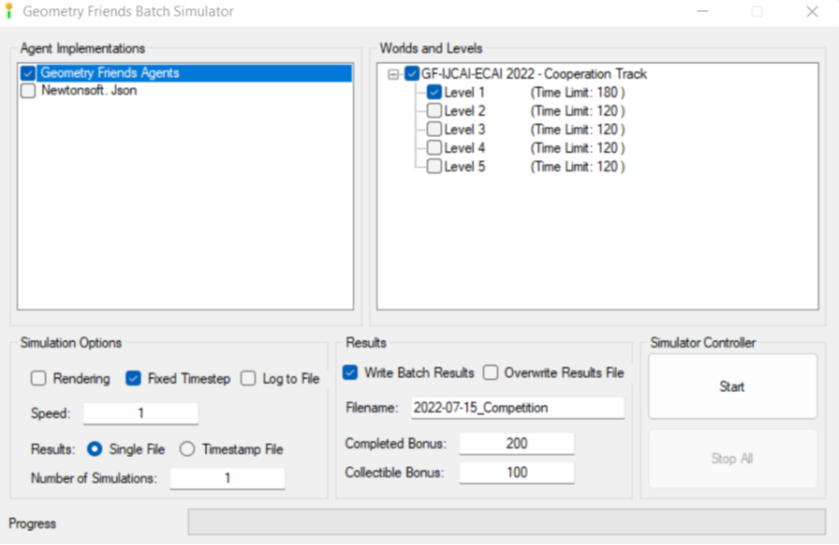 Geometry Friends Batch Simulator
Agent Implementations
Geometry Friends Agents
Newtonsoft. Json
Worlds and Levels
GF-IJCAI-ECAI 2022 - Cooperation Track
Level 1 (Time Limit: 180 )
Level 2 (Time Limit: 120 )
Level 3 (Time Limit: 120 )
Level 4 (Time Limit: 120 )
Level 5 (Time Limit: 120 )
Simulation Options
Rendering Fixed Timestep Log to File
Speed: 1
Results: Single File Timestamp File
Number of Simulations: 1
Results
Write Batch Results Overwrite Results File
Filename: 2022-07-15_Competition
Completed Bonus: 200
Collectible Bonus: 100
Simulator Controller
Start
Stop All
Progress